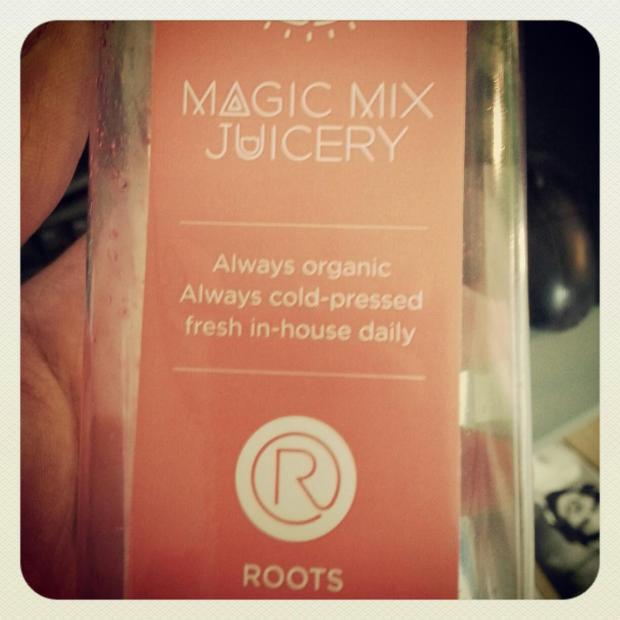 MAGIC MIX
JUICERY
Always organic
Always cold-pressed
fresh in-house daily
R
ROOTS